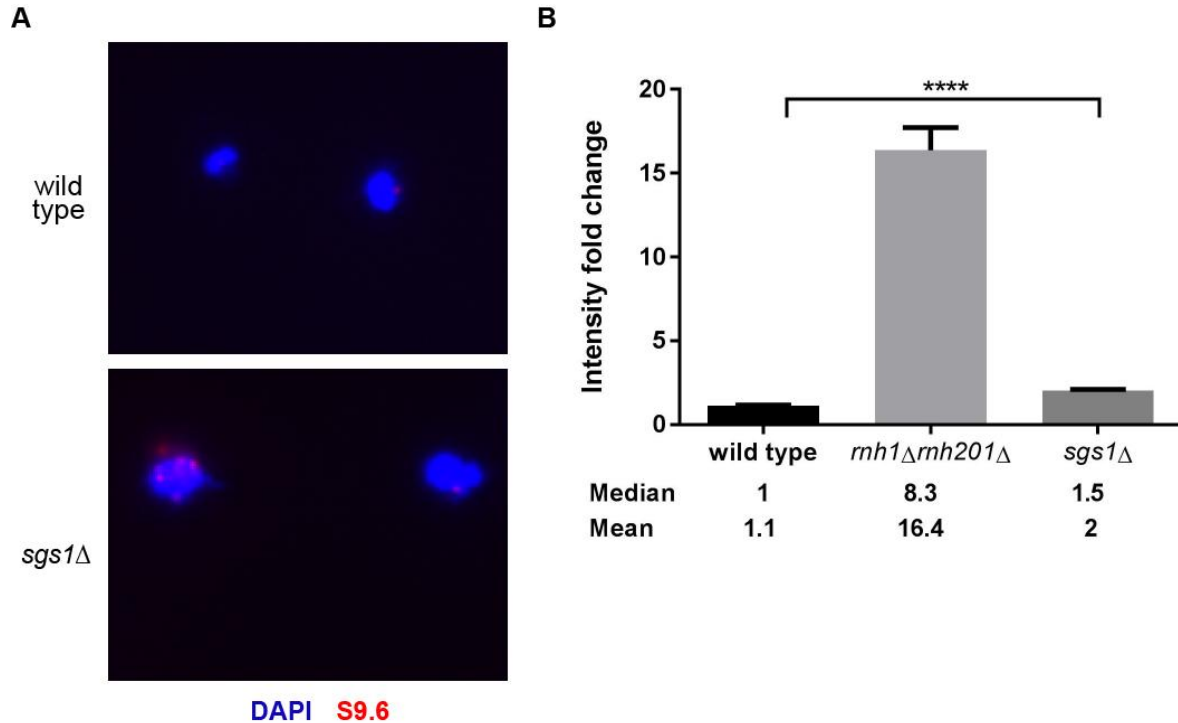 A
wild
type
sgs1Δ
DAPI S9.6
B
****
Intensity fold change
20
15
10
5
0
wild type rnh1Δrnh201Δ sgs1Δ
Median 1 8.3 1.5
Mean 1.1 16.4 2